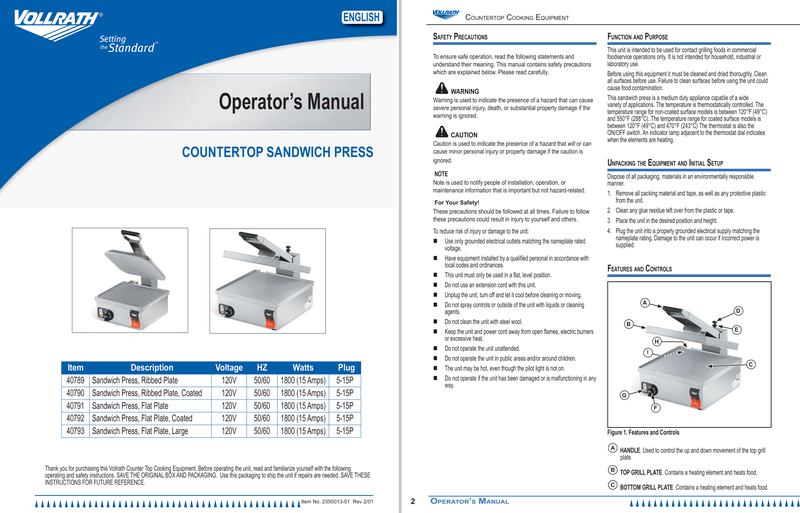 VOLLRATH®
Setting
the Standard™
ENGLISH
Operator's Manual
COUNTERTOP SANDWICH PRESS
Item Description Voltage HZ Watts Plug
40789 Sandwich Press, Ribbed Plate 120V 50/60 1800 (15 Amps) 5-15P
40790 Sandwich Press, Ribbed Plate, Coated 120V 50/60 1800 (15 Amps) 5-15P
40791 Sandwich Press, Flat Plate 120V 50/60 1800 (15 Amps) 5-15P
40792 Sandwich Press, Flat Plate, Coated 120V 50/60 1800 (15 Amps) 5-15P
40793 Sandwich Press, Flat Plate, Large 120V 50/60 1800 (15 Amps) 5-15P
Thank you for purchasing this Vollrath Counter Top Cooking Equipment. Before operating the unit, read and familiarize yourself with the following
operating and safety instructions. SAVE THE ORIGINAL BOX AND PACKAGING. Use this packaging to ship the unit if repairs are needed. SAVE THESE
INSTRUCTIONS FOR FUTURE REFERENCE.
Item No. 2350013-01 Rev 2/01
VOLLRATH
COUNTERTOP COOKING EQUIPMENT
SAFETY PRECAUTIONS
To ensure safe operation, read the following statements and
understand their meaning. This manual contains safety precautions
which are explained below. Please read carefully.
WARNING
Warning is used to indicate the presence of a hazard that can cause
severe personal injury, death, or substantial property damage if the
warning is ignored.
CAUTION
Caution is used to indicate the presence of a hazard that will or can
cause minor personal injury or property damage if the caution is
ignored.
NOTE
Note is used to notify people of installation, operation, or
maintenance information that is important but not hazard-related.
For Your Safety!
These precautions should be followed at all times. Failure to follow
these precautions could result in injury to yourself and others.
To reduce risk of injury or damage to the unit:
■ Use only grounded electrical outlets matching the nameplate rated
voltage.
■ Have equipment installed by a qualified personal in accordance with
local codes and ordinances.
■ This unit must only be used in a flat, level position.
■ Do not use an extension cord with this unit.
■ Unplug the unit, turn off and let it cool before cleaning or moving.
■ Do not spray controls or outside of the unit with liquids or cleaning
agents.
■ Do not clean the unit with steel wool.
■ Keep the unit and power cord away from open flames, electric burners
or excessive heat.
■ Do not operate the unit unattended.
■ Do not operate the unit in public areas and/or around children.
■ The unit may be hot, even though the pilot light is not on.
■ Do not operate if the unit has been damaged or is malfunctioning in any
way.
FUNCTION AND PURPOSE
This unit is intended to be used for contact grilling foods in commercial
foodservice operations only. It is not intended for household, industrial or
laboratory use.
Before using this equipment it must be cleaned and dried thoroughly. Clean
all surfaces before use. Failure to clean surfaces before using the unit could
cause food contamination.
This sandwich press is a medium duty appliance capable of a wide
variety of applications. The temperature is thermostatically controlled. The
temperature range for non-coated surface models is between 120°F (49°C)
and 550°F (288°C). The temperature range for coated surface models is
between 120°F (49°C) and 470°F (243°C) The thermostat is also the
ON/OFF switch. An indicator lamp adjacent to the thermostat dial indicates
when the elements are heating.
UNPACKING THE EQUIPMENT AND INITIAL SETUP
Dispose of all packaging, materials in an environmentally responsible
manner.
1. Remove all packing material and tape, as well as any protective plastic
from the unit.
2. Clean any glue residue left over from the plastic or tape.
3. Place the unit in the desired position and height.
4. Plug the unit into a properly grounded electrical supply matching the
nameplate rating. Damage to the unit can occur if incorrect power is
supplied.
FEATURES AND CONTROLS
A
D
B
E
H
I
C
G
F
Figure 1. Features and Controls
A HANDLE. Used to control the up and down movement of the top grill
plate.
B TOP GRILL PLATE. Contains a heating element and heats food.
C BOTTOM GRILL PLATE. Contains a heating element and heats food.
2 OPERATOR'S MANUAL